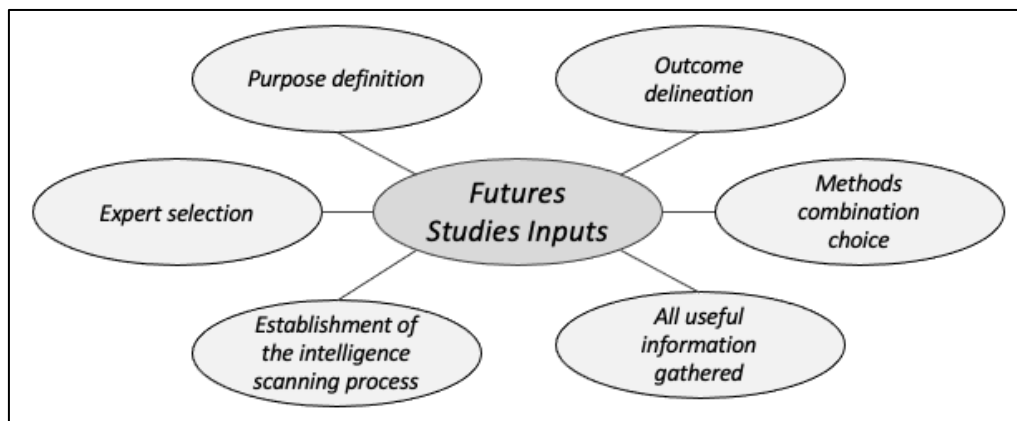 Purpose definition
Outcome
delineation
Expert selection
Futures
Studies Inputs
Methods
combination
choice
Establishment of
the intelligence
scanning process
All useful
information
gathered